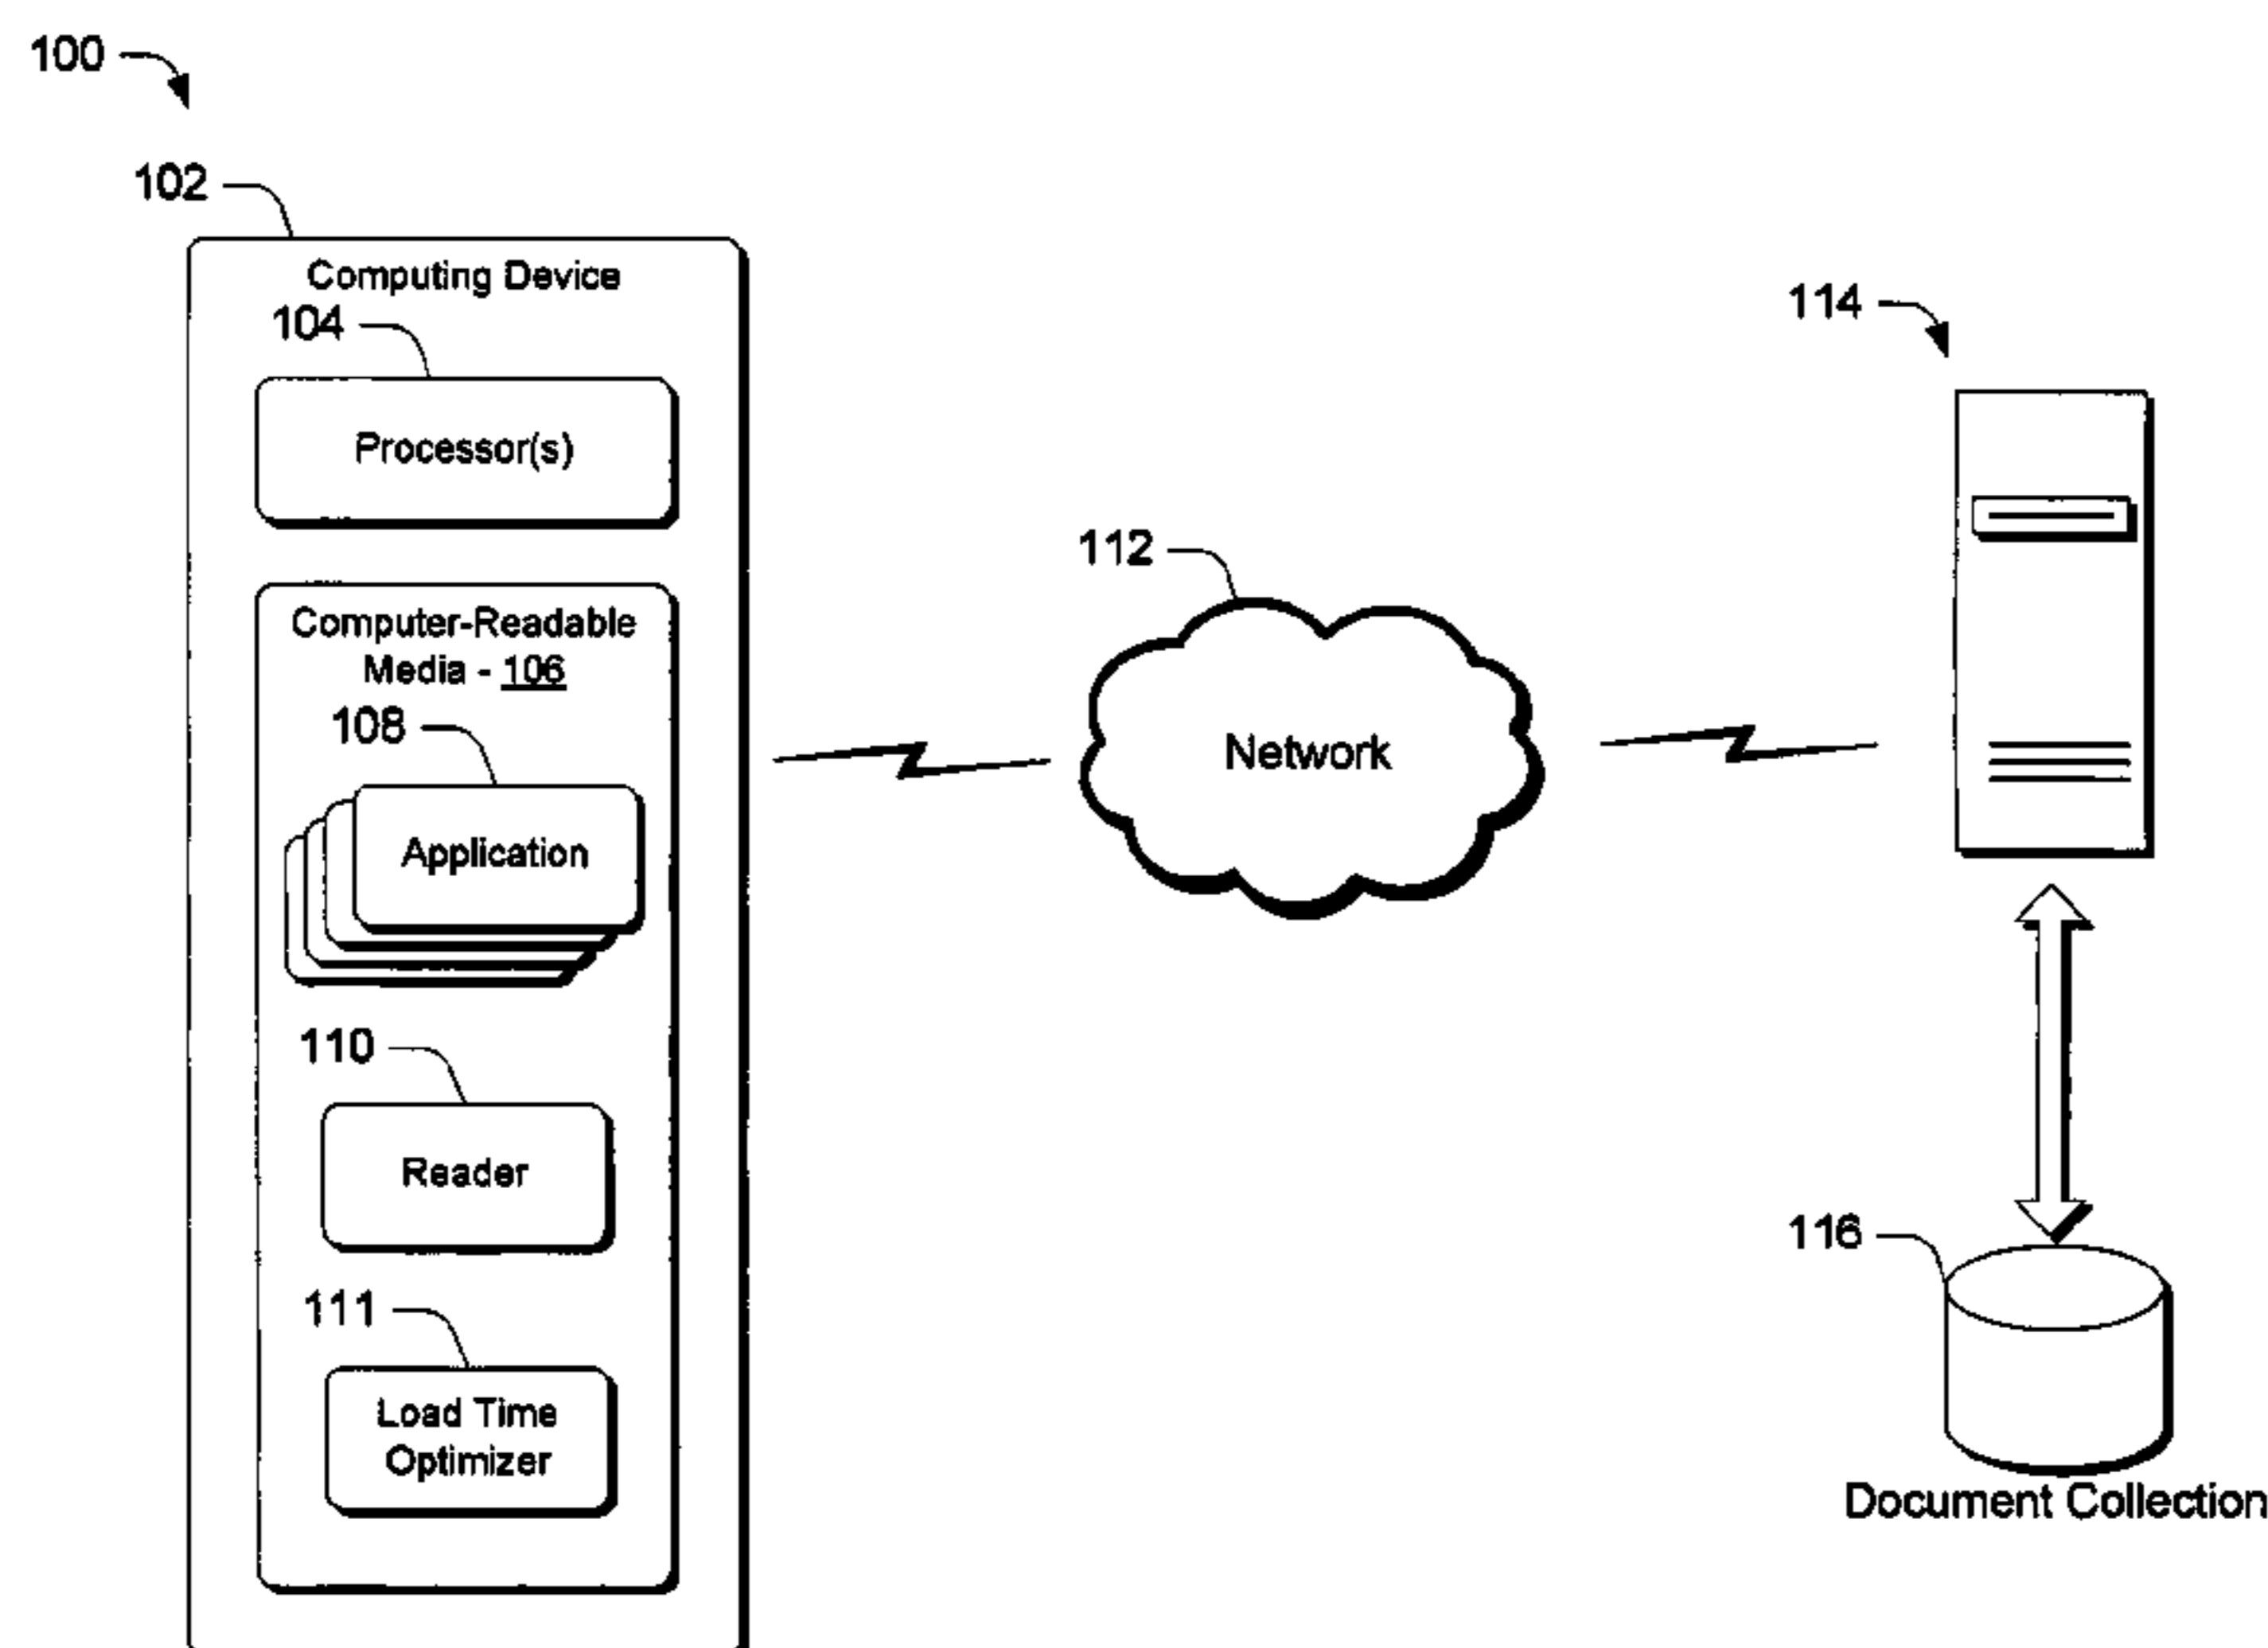 100
102
Computing Device
104
Processor(s)
Computer-Readable
Media - 106
108
Application
110
Reader
111
Load Time
Optimizer
112
Network
114
116
Document Collection